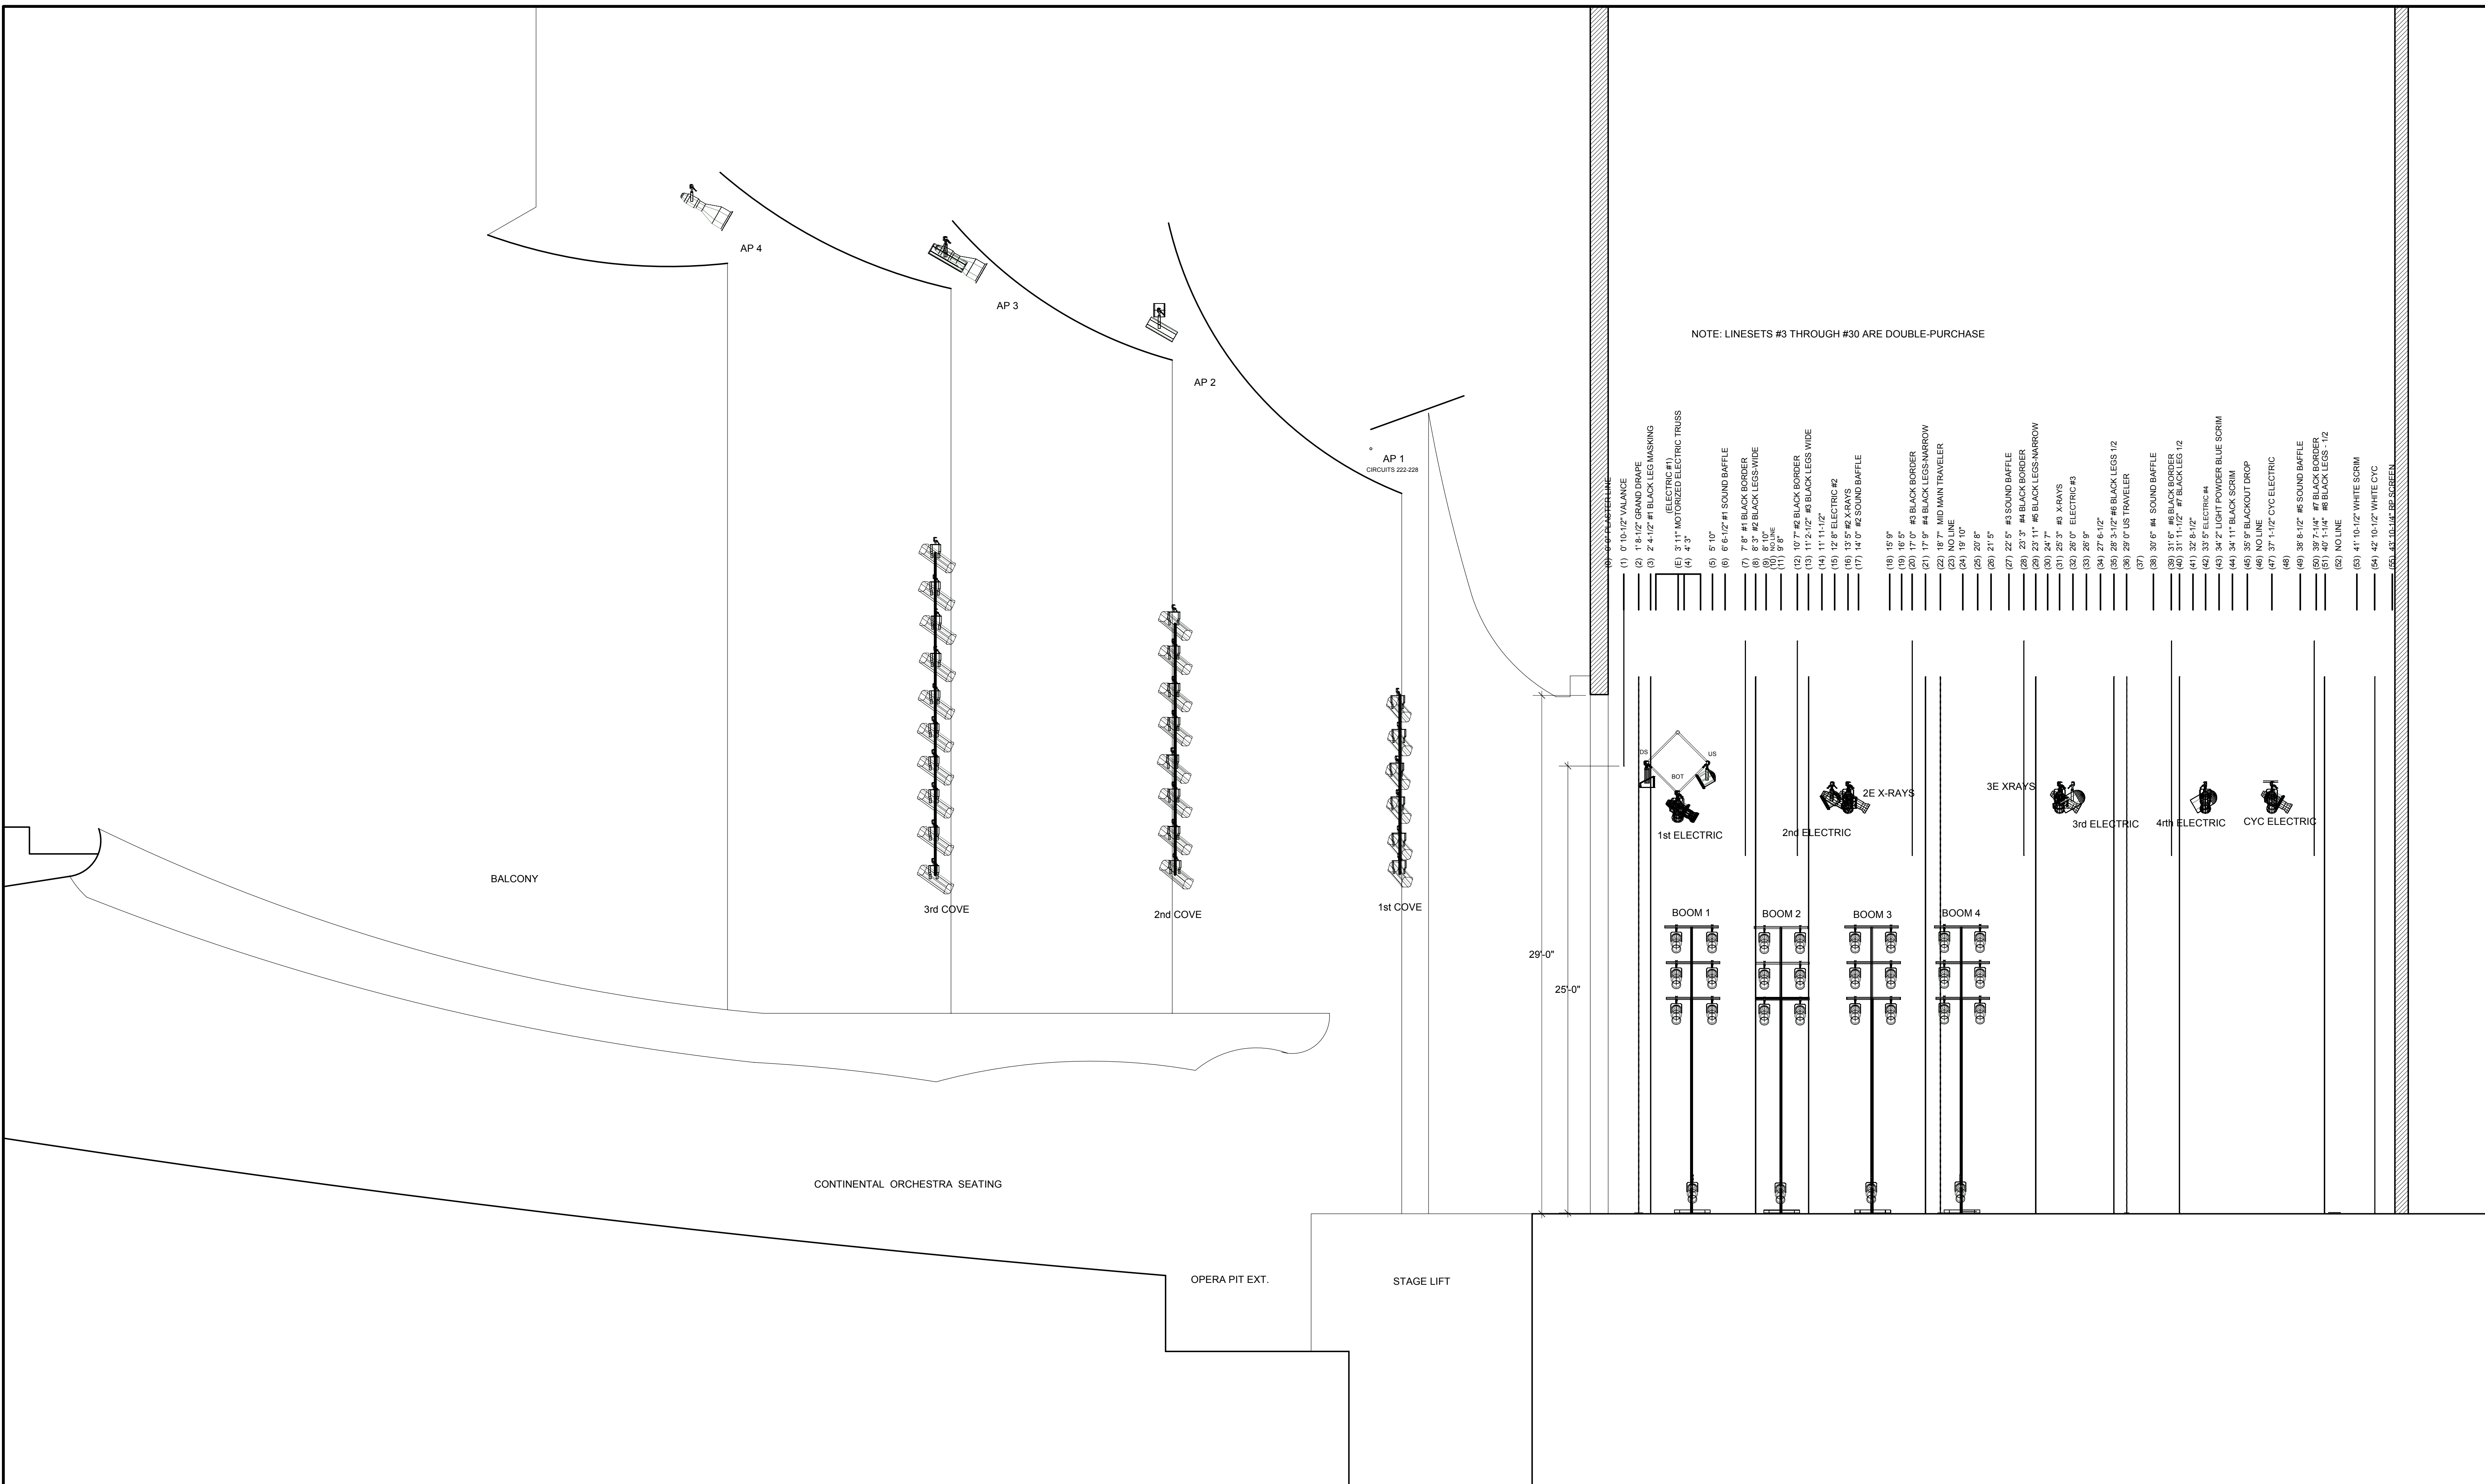 AP 4
AP 3
AP 2
AP 1
CIRCUITS 222-228
NOTE: LINESETS #3 THROUGH #30 ARE DOUBLE-PURCHASE
(0) 0' 0" PLASTER LINE
(1) 0' 10-1/2" VALANCE
(2) 1' 8-1/2" GRAND DRAPE
(3) 2' 4-1/2" #1 BLACK LEG MASKING
(ELECTRIC #1)
(E) 3' 11" MOTORIZED ELECTRIC TRUSS
(4) 4' 3"
(5) 5' 10"
(6) 6' 6-1/2" #1 SOUND BAFFLE
(7) 7' 8" #1 BLACK BORDER
(8) 8' 3" #2 BLACK LEGS-WIDE
(9) 8' 10"
(10) NO LINE
(11) 9' 8"
(12) 10' 7" #2 BLACK BORDER
(13) 11' 2-1/2" #3 BLACK LEGS WIDE
(14) 11' 11-1/2"
(15) 12' 8" ELECTRIC #2
(16) 13' 5" #2 X-RAYS
(17) 14' 0" #2 SOUND BAFFLE
(18) 15' 9"
(19) 16' 5"
(20) 17' 0" #3 BLACK BORDER
(21) 17' 9" #4 BLACK LEGS-NARROW
(22) 18' 7" MID MAIN TRAVELER
(23) NO LINE
(24) 19' 10"
(25) 20' 8"
(26) 21' 5"
(27) 22' 5" #3 SOUND BAFFLE
(28) 23' 3" #4 BLACK BORDER
(29) 23' 11" #5 BLACK LEGS-NARROW
(30) 24' 7"
(31) 25' 3" #3 X-RAYS
(32) 26' 0" ELECTRIC #3
(33) 26' 9"
(34) 27' 6-1/2"
(35) 28' 3-1/2" #6 BLACK LEGS 1/2
(36) 29' 0" US TRAVELER
(37)
(38) 30' 6" #4 SOUND BAFFLE
(39) 31' 6" #6 BLACK BORDER
(40) 31' 11-1/2" #7 BLACK LEG 1/2
(41) 32' 8-1/2"
(42) 33' 5" ELECTRIC #4
(43) 34' 2" LIGHT POWDER BLUE SCRIM
(44) 34' 11" BLACK SCRIM
(45) 35' 9" BLACKOUT DROP
(46) NO LINE
(47) 37' 1-1/2" CYC ELECTRIC
(48)
(49) 38' 8-1/2" #5 SOUND BAFFLE
(50) 39' 7-1/4" #7 BLACK BORDER
(51) 40' 1-1/4" #8 BLACK LEGS - 1/2
(52) NO LINE
(53) 41' 10-1/2" WHITE SCRIM
(54) 42' 10-1/2" WHITE CYC
(55) 43' 10-1/4" RP SCREEN
DS
US
BOT
1st ELECTRIC
2E X-RAYS
2nd ELECTRIC
3E XRAYS
3rd ELECTRIC
4rth ELECTRIC
CYC ELECTRIC
BALCONY
3rd COVE
2nd COVE
1st COVE
BOOM 1
BOOM 2
BOOM 3
BOOM 4
29'-0"
25'-0"
CONTINENTAL ORCHESTRA SEATING
OPERA PIT EXT.
STAGE LIFT